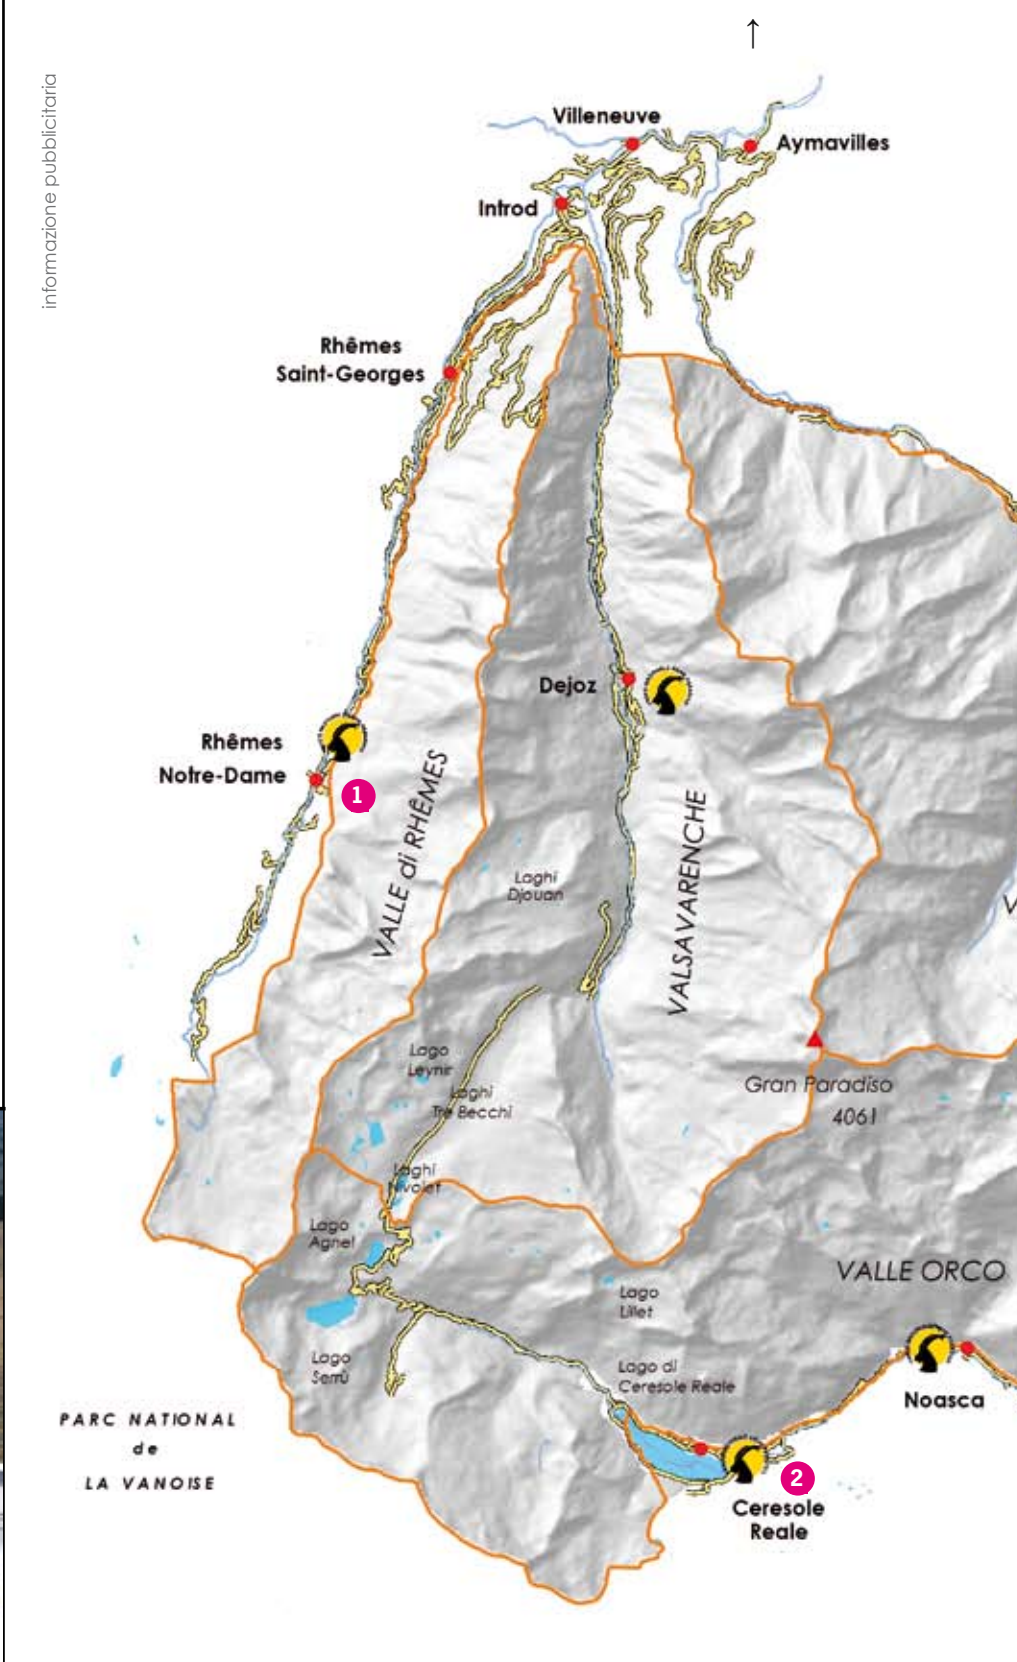 ↑
informazione pubblicitaria
Villeneuve
Aymavilles
Introd
Rhêmes
Saint-Georges
Dejoz
Rhêmes
Notre-Dame
1
VALLE di RHÊMES
VALSAVARENCHE
Laghi
Djouan
V
Lago
Leynir
Laghi
Tre Becchi
Gran Paradiso
4061
Laghi
Nivolet
Lago
Agnel
VALLE ORCO
Lago
Lillet
Lago
Serrù
Lago di
Ceresole Reale
Noasca
PARC NATIONAL
de
LA VANOISE
2
Ceresole
Reale